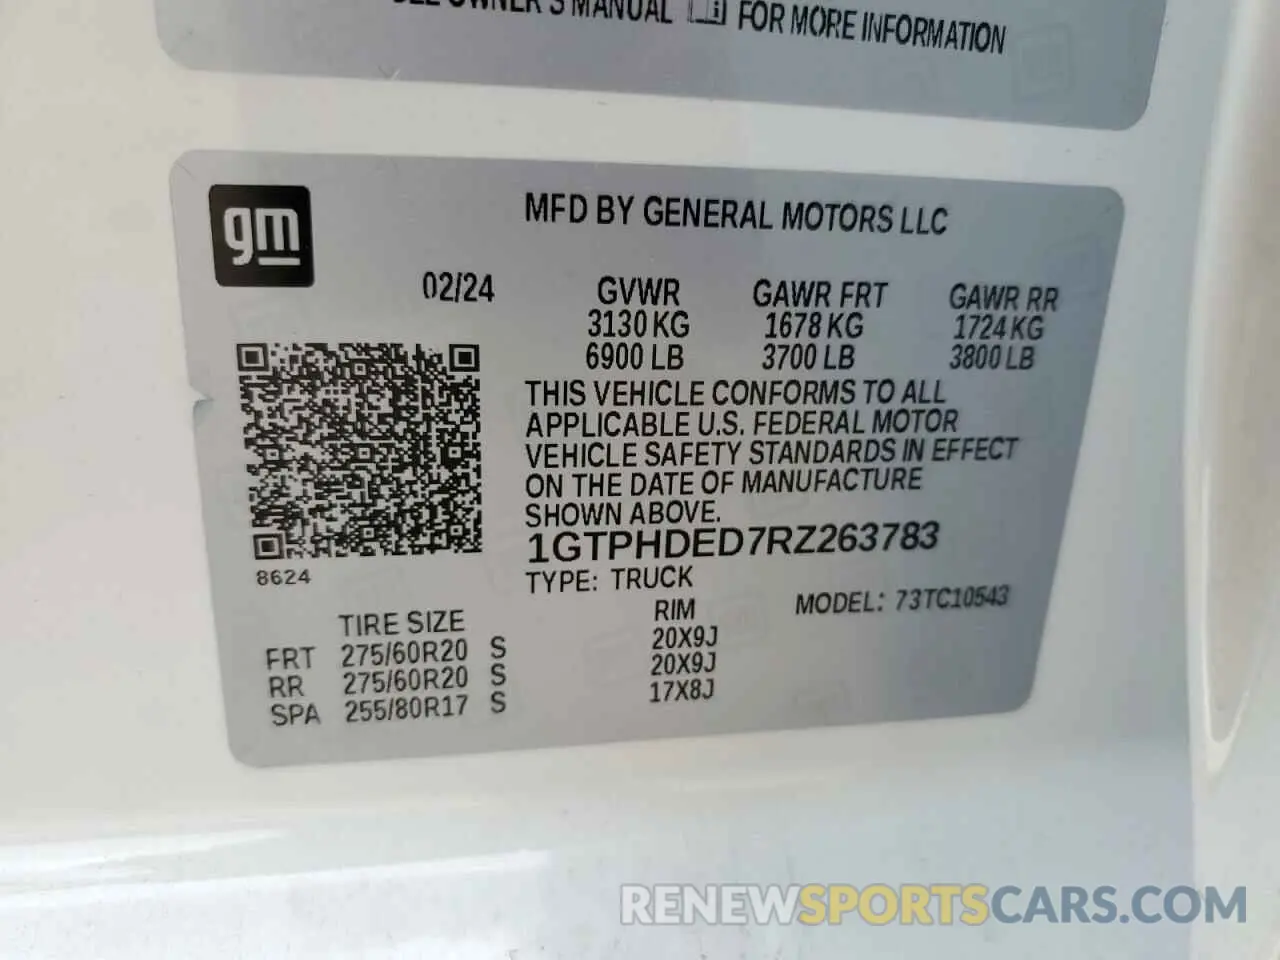 OWNER'S MANUAL FOR MORE INFORMATION
gm
MFD BY GENERAL MOTORS LLC
02/24 GVWR GAWR FRT GAWR RR
3130 KG 1678 KG 1724 KG
6900 LB 3700 LB 3800 LB
THIS VEHICLE CONFORMS TO ALL
APPLICABLE U.S. FEDERAL MOTOR
VEHICLE SAFETY STANDARDS IN EFFECT
ON THE DATE OF MANUFACTURE
SHOWN ABOVE.
1GTPHDED7RZ263783
8624
TYPE: TRUCK
MODEL: 73TC10543
TIRE SIZE RIM
FRT 275/60R20 S 20X9J
RR 275/60R20 S 20X9J
SPA 255/80R17 S 17X8J
RENEWSPORTSCARS.COM